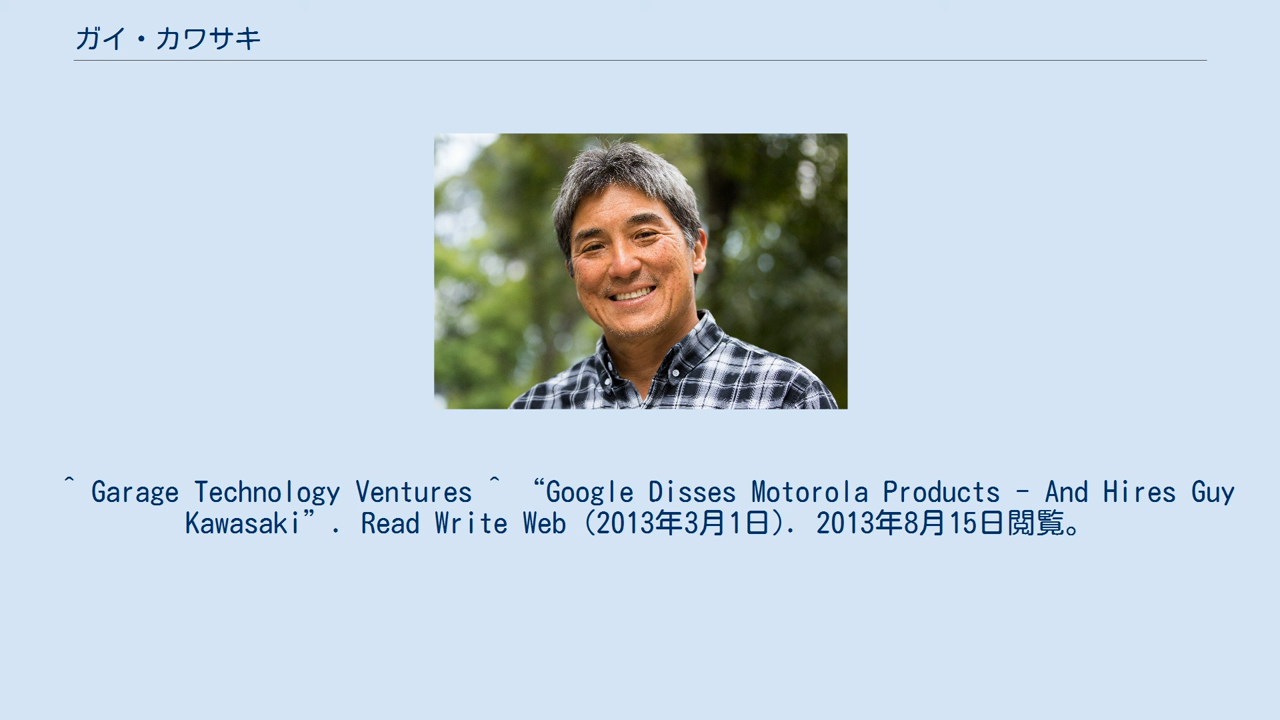 ガイ・カワサキ
^ Garage Technology Ventures ^ “Google Disses Motorola Products – And Hires Guy
Kawasaki”. Read Write Web (2013年3月1日). 2013年8月15日閲覧。